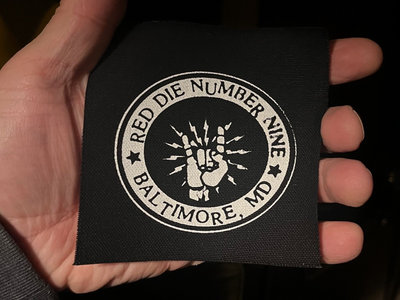 RED DIE NUMBER NINE
BALTIMORE, MD